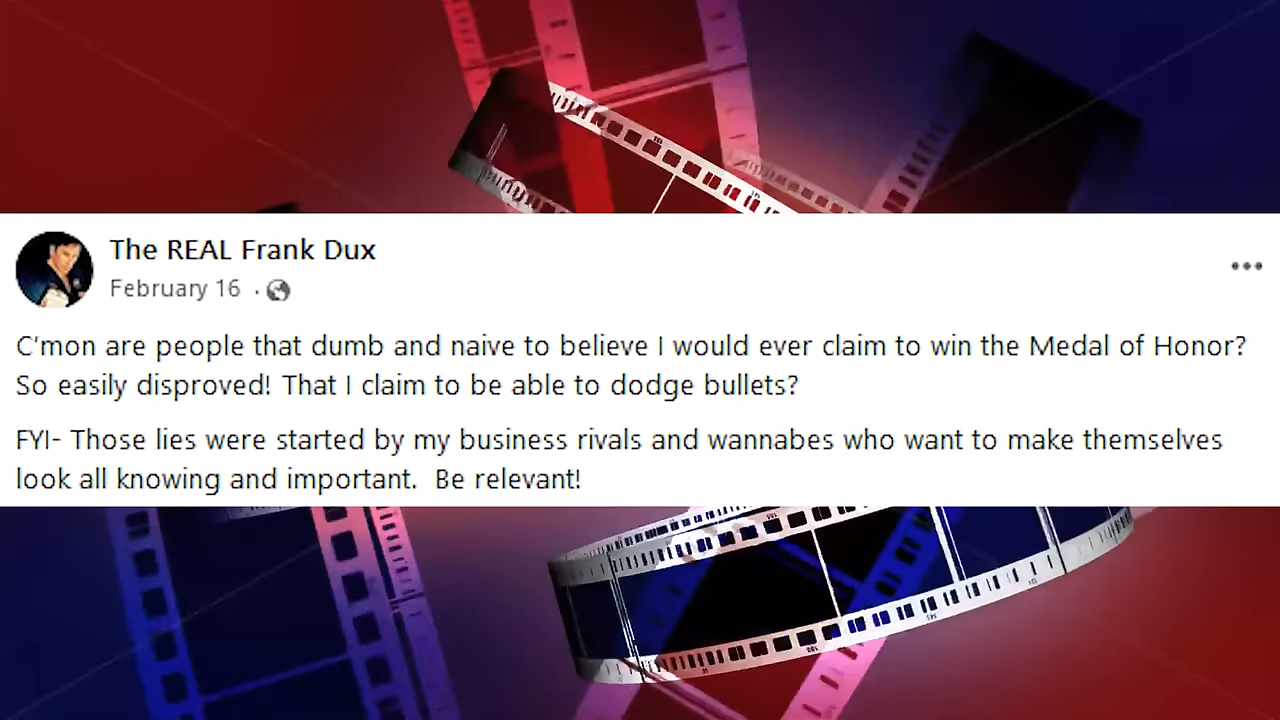 The REAL Frank Dux
February 16 ·
C'mon are people that dumb and naive to believe I would ever claim to win the Medal of Honor?
So easily disproved! That I claim to be able to dodge bullets?
FYI- Those lies were started by my business rivals and wannabes who want to make themselves
look all knowing and important.  Be relevant!